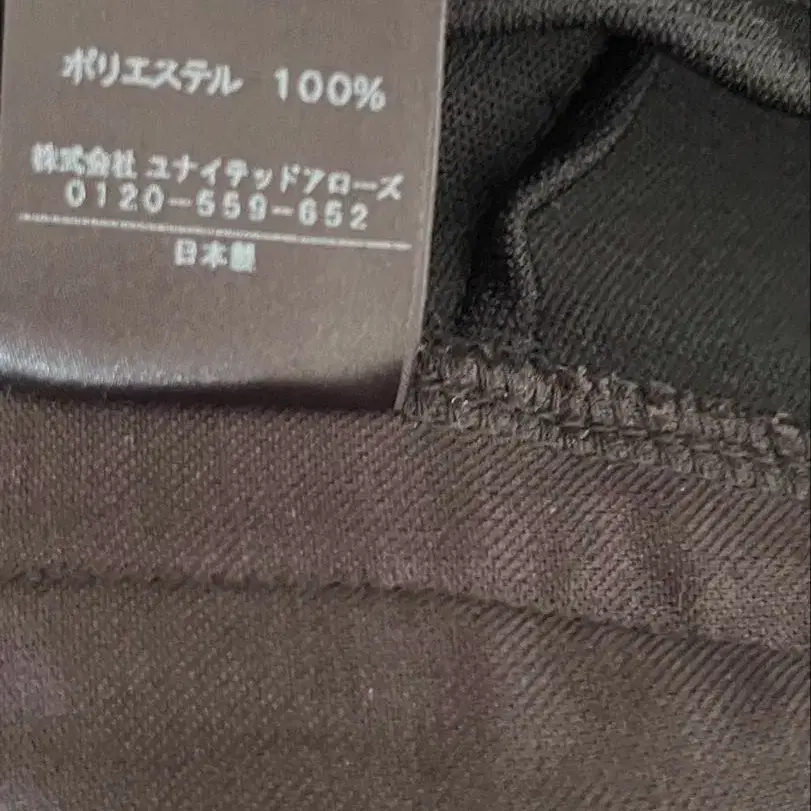 ポリエステル 100%
株式会社 ユナイテッドアローズ
0120-559-652
日本製